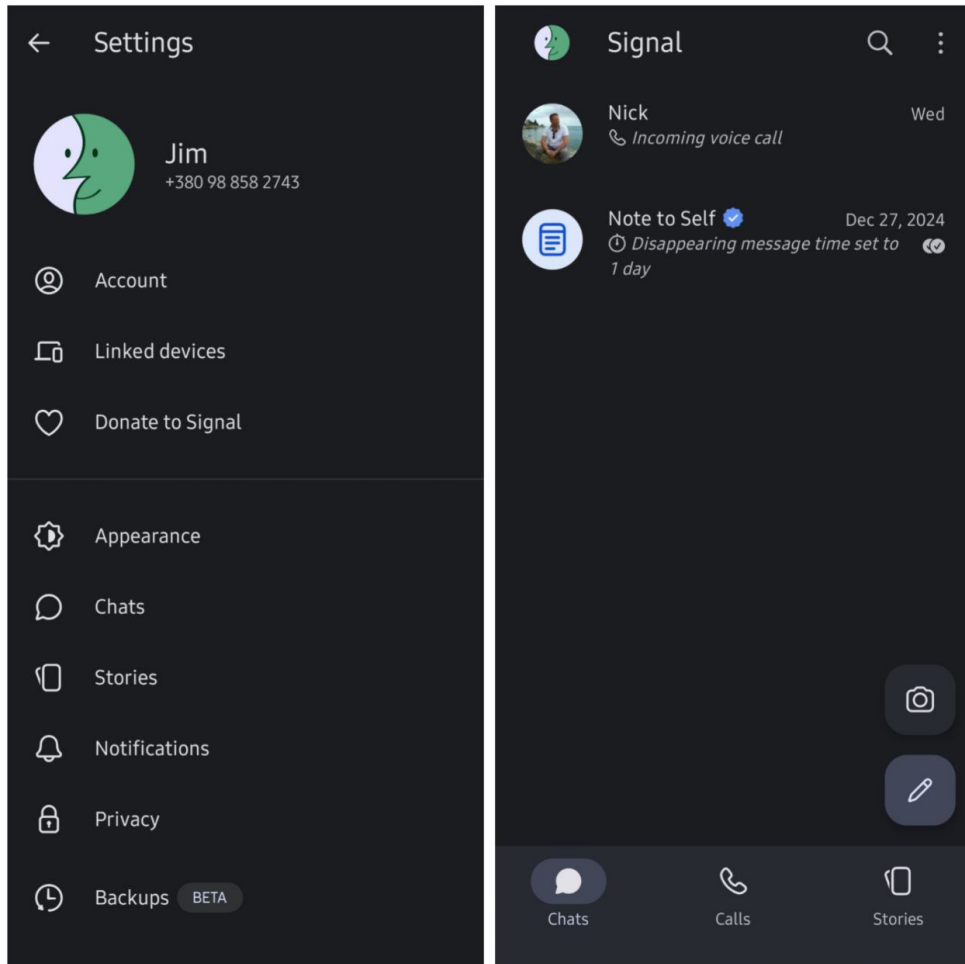 Settings
Jim
+380 98 858 2743
Account
Linked devices
Donate to Signal
Appearance
Chats
Stories
Notifications
Privacy
Backups BETA
Signal
Nick Wed
Incoming voice call
Note to Self Dec 27, 2024
Disappearing message time set to
1 day
Chats Calls Stories